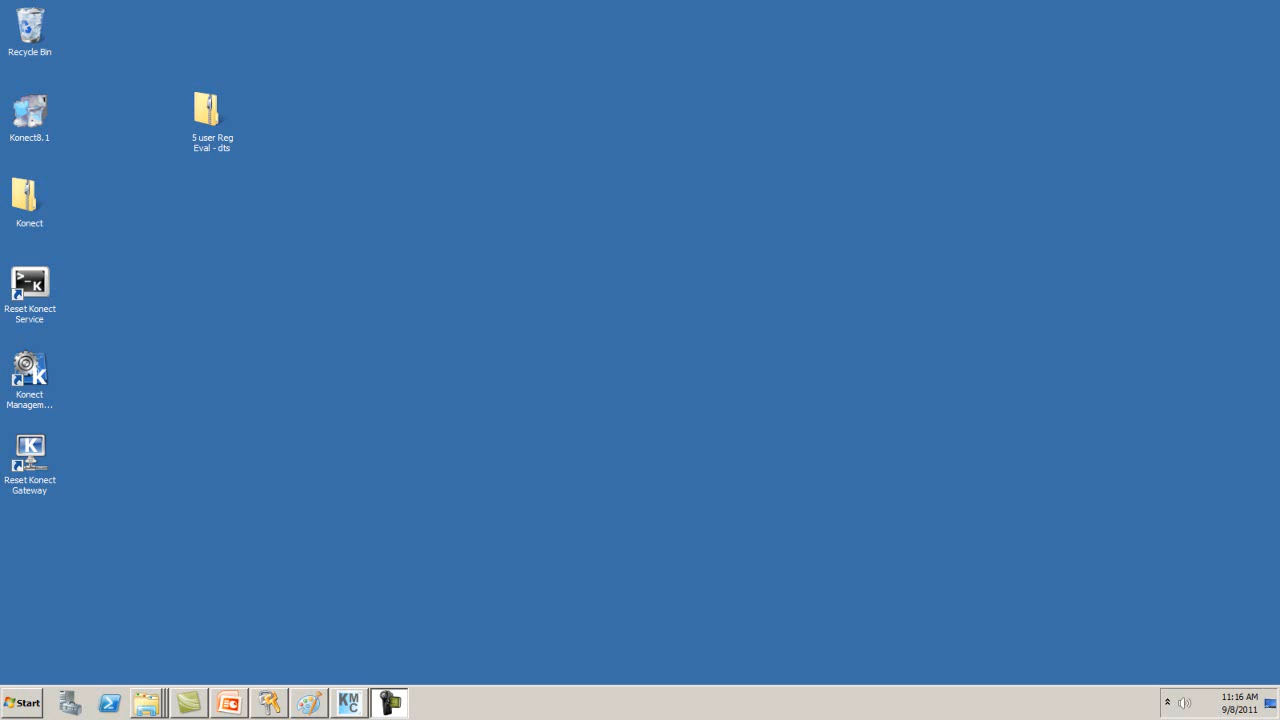 Recycle Bin
Konect8.1
5 user Reg
Eval - dts
Konect
Reset Konect
Service
Konect
Managem...
Reset Konect
Gateway
Start
KM
C
11:16 AM
9/8/2011